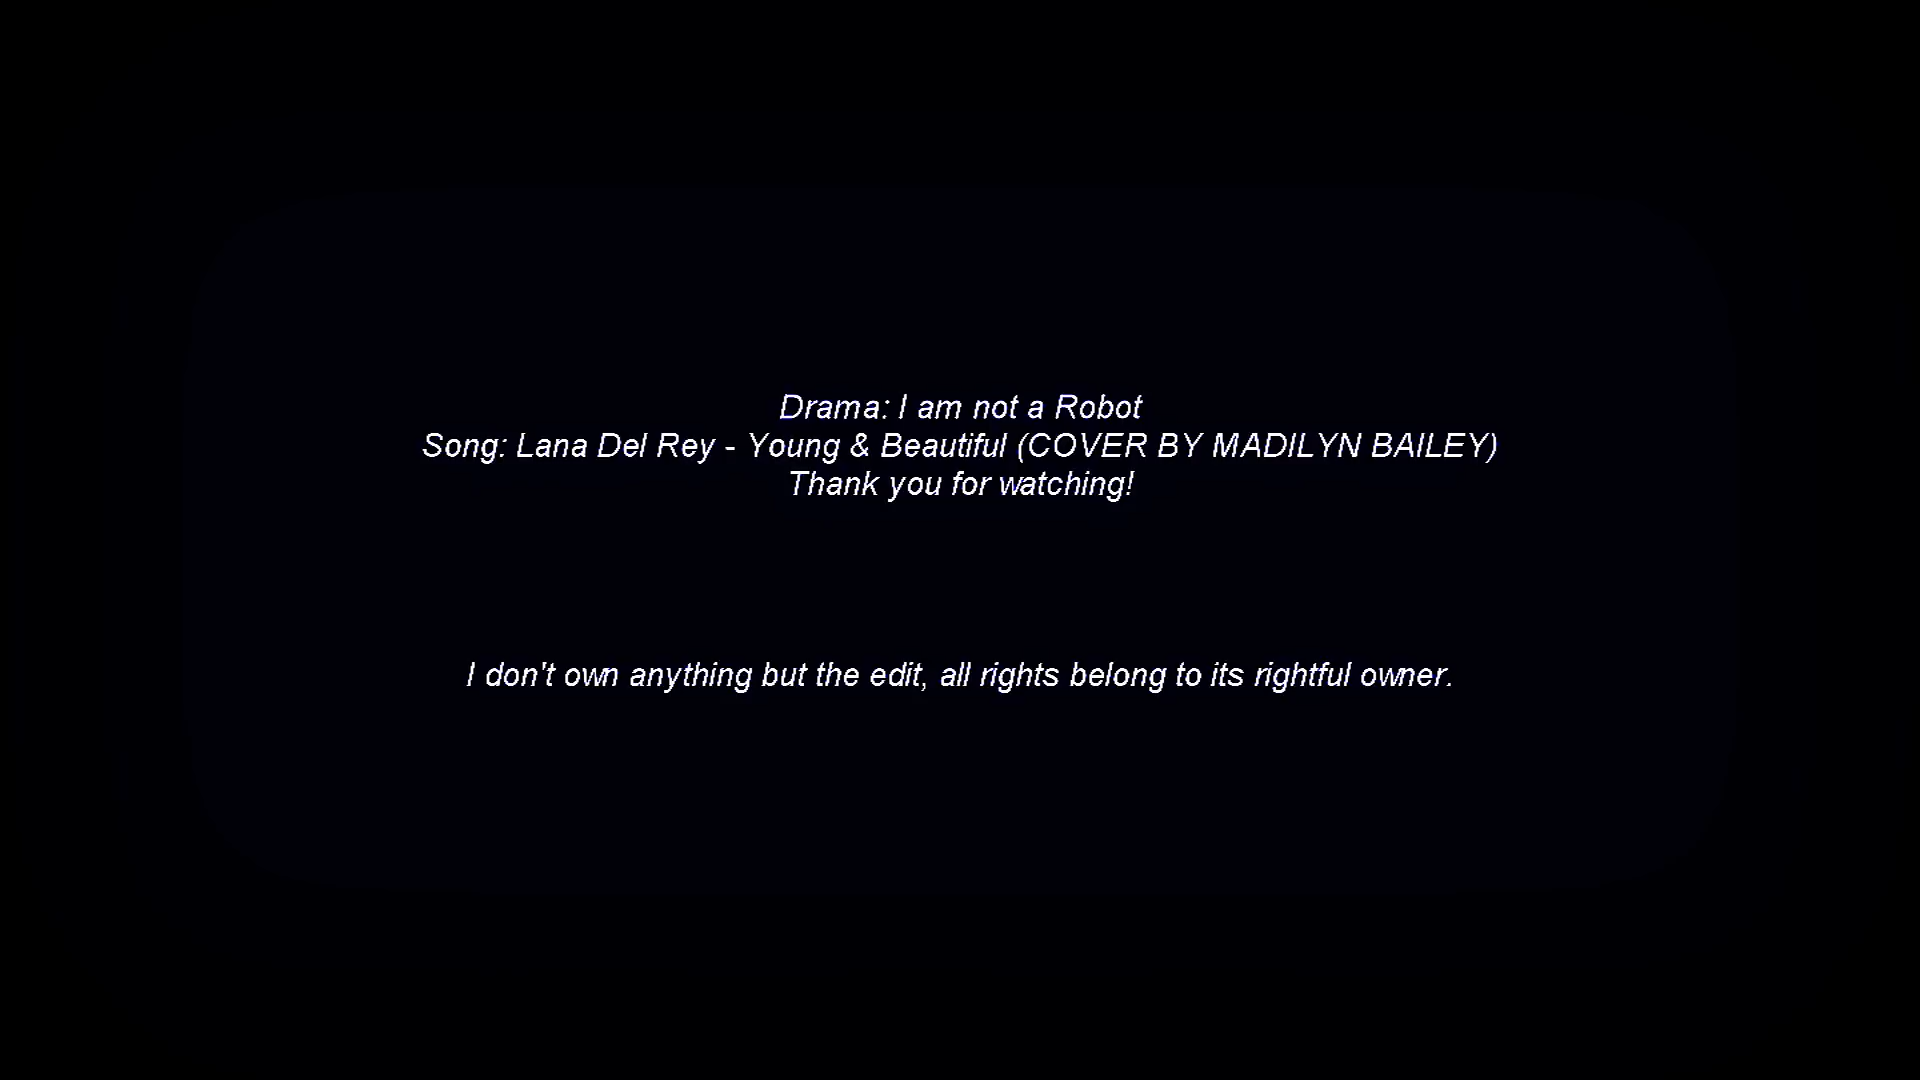 Drama: I am not a Robot
Song: Lana Del Rey - Young & Beautiful (COVER BY MADILYN BAILEY)
Thank you for watching!
I don't own anything but the edit, all rights belong to its rightful owner.